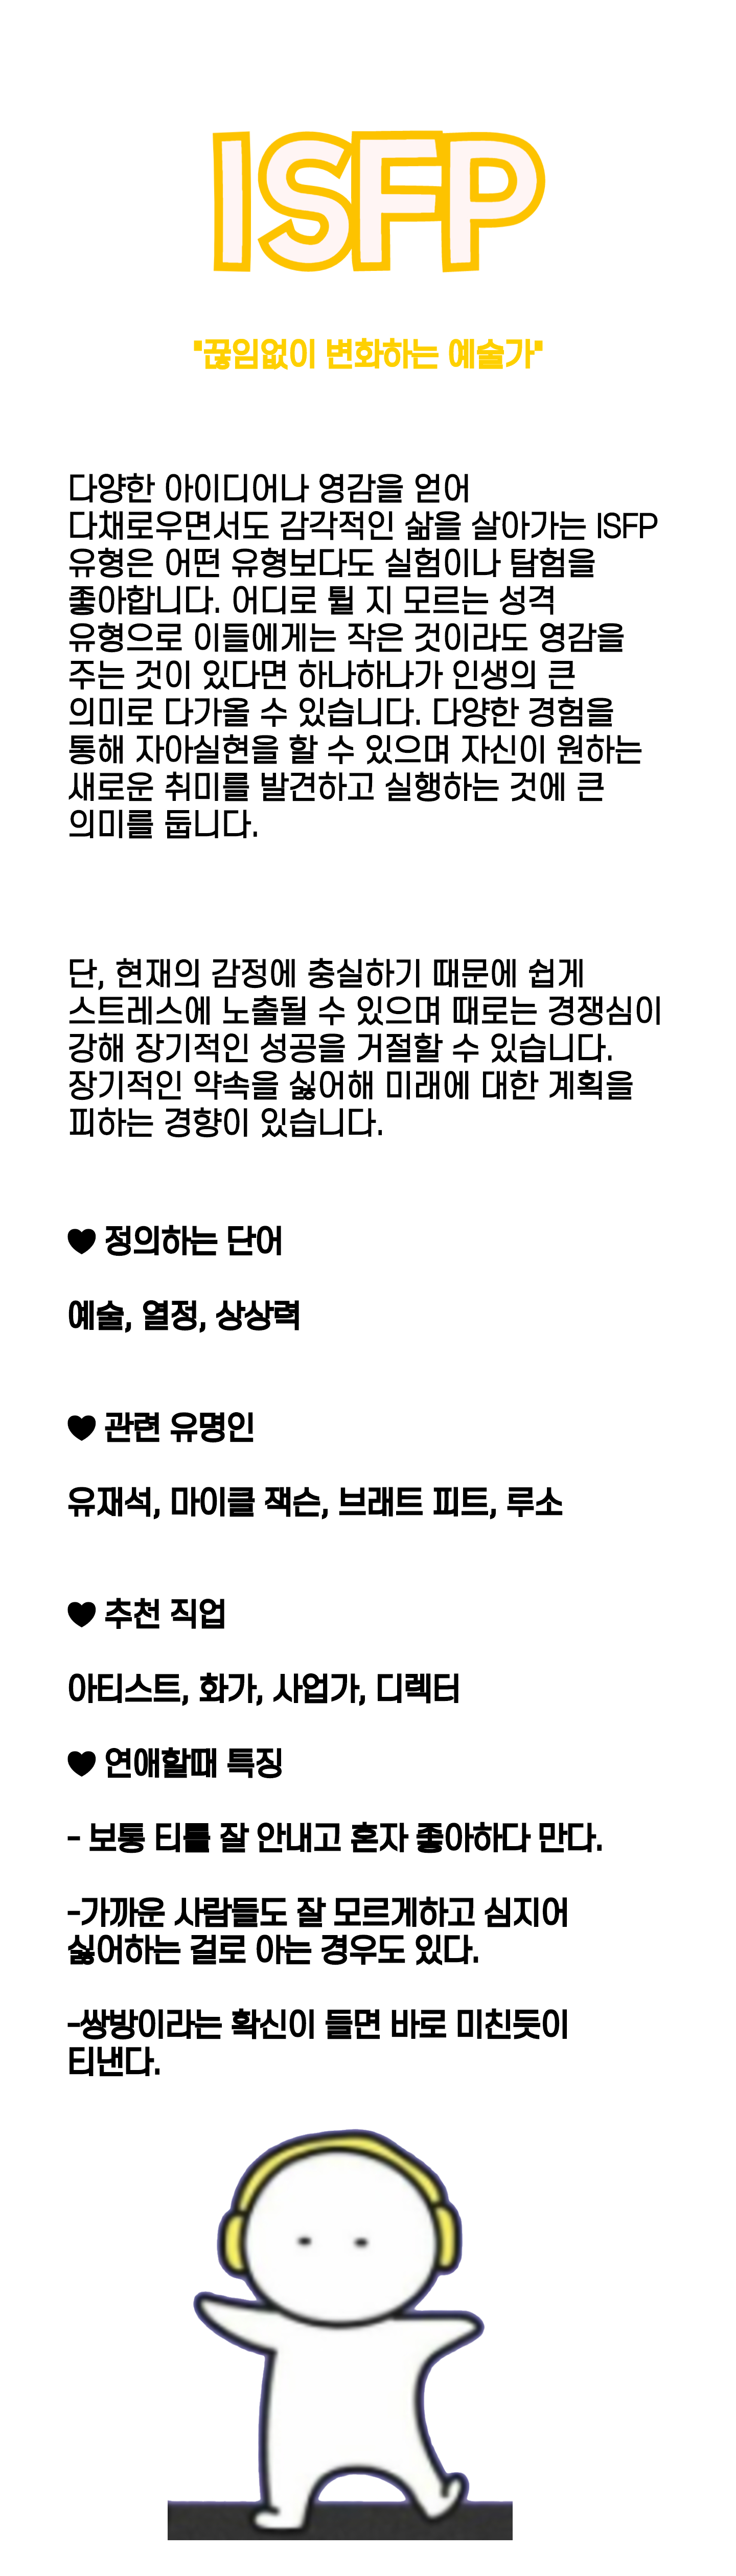 ISFP
"끊임없이 변화하는 예술가"
다양한 아이디어나 영감을 얻어
다채로우면서도 감각적인 삶을 살아가는 ISFP
유형은 어떤 유형보다도 실험이나 탐험을
좋아합니다. 어디로 튈 지 모르는 성격
유형으로 이들에게는 작은 것이라도 영감을
주는 것이 있다면 하나하나가 인생의 큰
의미로 다가올 수 있습니다. 다양한 경험을
통해 자아실현을 할 수 있으며 자신이 원하는
새로운 취미를 발견하고 실행하는 것에 큰
의미를 둡니다.
단, 현재의 감정에 충실하기 때문에 쉽게
스트레스에 노출될 수 있으며 때로는 경쟁심이
강해 장기적인 성공을 거절할 수 있습니다.
장기적인 약속을 싫어해 미래에 대한 계획을
피하는 경향이 있습니다.
♥ 정의하는 단어
예술, 열정, 상상력
♥ 관련 유명인
유재석, 마이클 잭슨, 브래트 피트, 루소
♥ 추천 직업
아티스트, 화가, 사업가, 디렉터
♥ 연애할때 특징
- 보통 티를 잘 안내고 혼자 좋아하다 만다.
-가까운 사람들도 잘 모르게하고 심지어
싫어하는 걸로 아는 경우도 있다.
-쌍방이라는 확신이 들면 바로 미친듯이
티낸다.